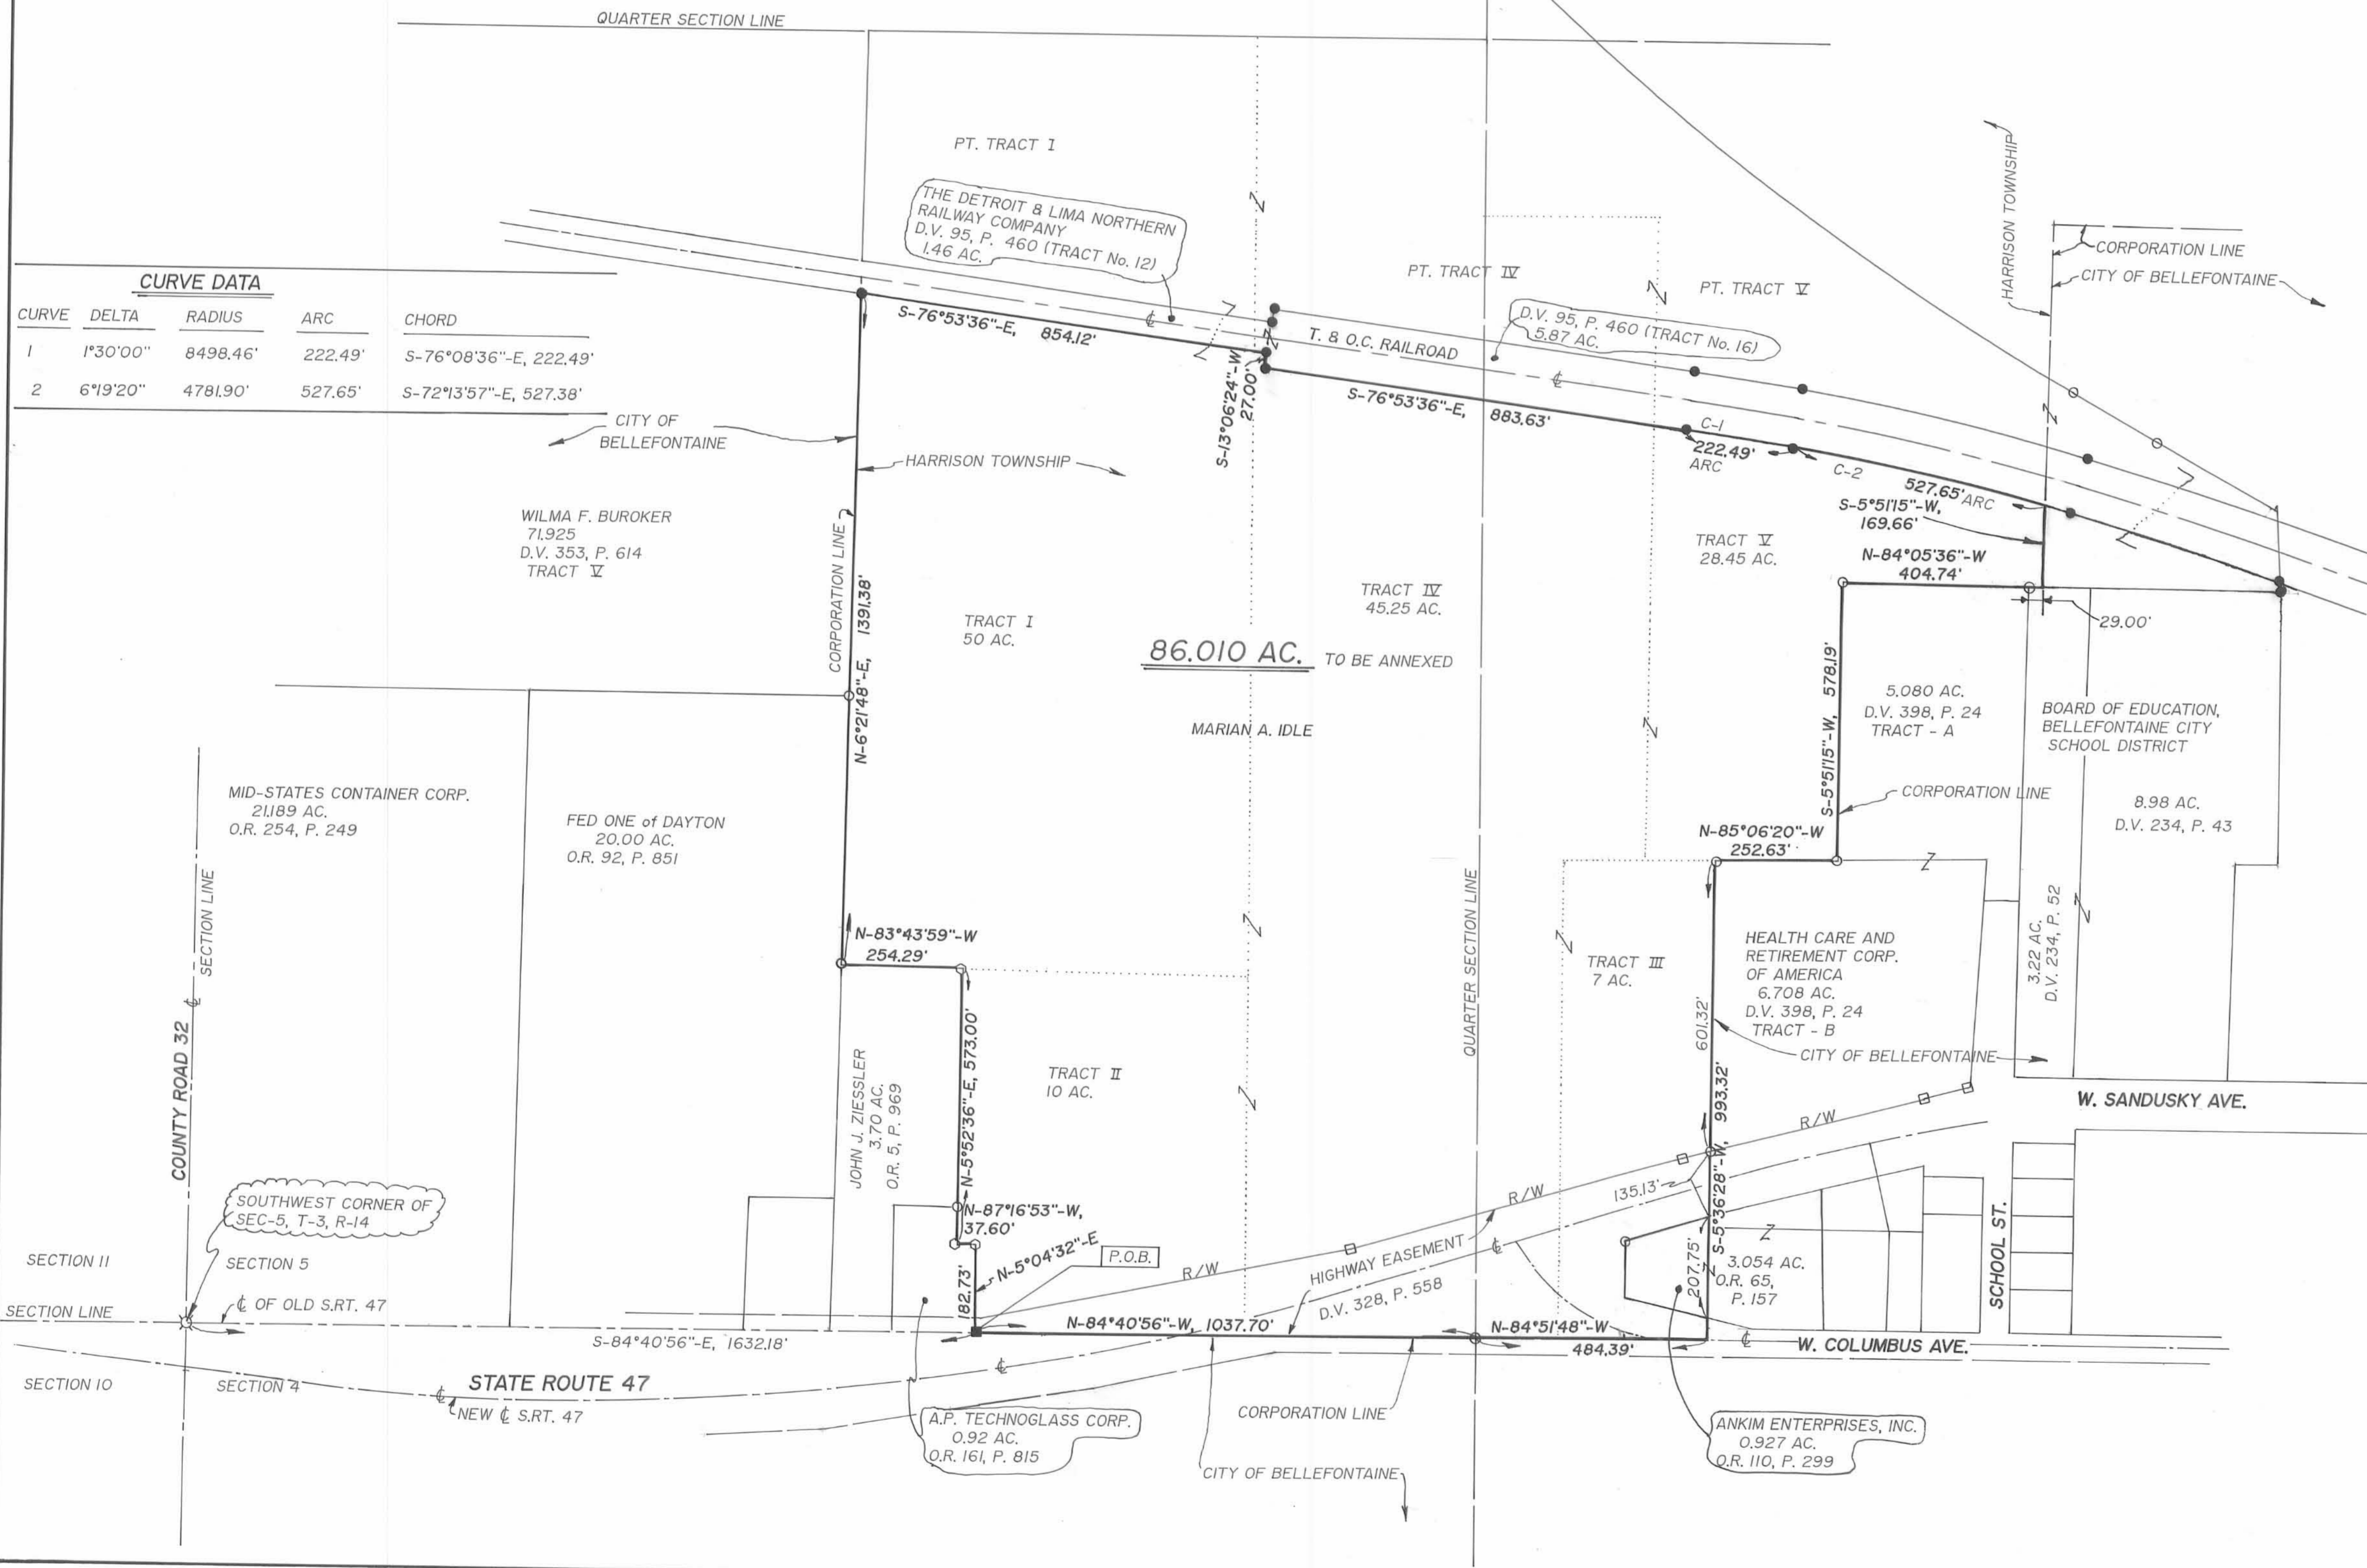 QUARTER SECTION LINE
PT. TRACT I
THE DETROIT & LIMA NORTHERN
RAILWAY COMPANY
D.V. 95, P. 460 (TRACT No. 12)
1.46 AC.
PT. TRACT IV
PT. TRACT V
D.V. 95, P. 460 (TRACT No. 16)
5.87 AC.
HARRISON TOWNSHIP
CORPORATION LINE
CITY OF BELLEFONTAINE
CURVE DATA
CURVE DELTA RADIUS ARC CHORD
1 1°30'00" 8498.46' 222.49' S-76°08'36"-E, 222.49'
2 6°19'20" 4781.90' 527.65' S-72°13'57"-E, 527.38'
S-76°53'36"-E, 854.12'
T. & O.C. RAILROAD
S-13°06'24"-W
27.00'
S-76°53'36"-E, 883.63'
C-1
222.49'
ARC
C-2
527.65' ARC
S-5°51'15"-W,
169.66'
CITY OF
BELLEFONTAINE
HARRISON TOWNSHIP
WILMA F. BUROKER
71.925
D.V. 353, P. 614
TRACT V
CORPORATION LINE
N-6°21'48"-E, 1391.38'
TRACT I
50 AC.
TRACT IV
45.25 AC.
TRACT V
28.45 AC.
N-84°05'36"-W
404.74'
29.00'
86.010 AC. TO BE ANNEXED
MARIAN A. IDLE
S-5°51'15"-W, 578.19'
5.080 AC.
D.V. 398, P. 24
TRACT - A
BOARD OF EDUCATION,
BELLEFONTAINE CITY
SCHOOL DISTRICT
CORPORATION LINE
8.98 AC.
D.V. 234, P. 43
MID-STATES CONTAINER CORP.
21.189 AC.
O.R. 254, P. 249
FED ONE of DAYTON
20.00 AC.
O.R. 92, P. 851
N-85°06'20"-W
252.63'
SECTION LINE
COUNTY ROAD 32
N-83°43'59"-W
254.29'
QUARTER SECTION LINE
TRACT III
7 AC.
HEALTH CARE AND
RETIREMENT CORP.
OF AMERICA
6.708 AC.
D.V. 398, P. 24
TRACT - B
3.22 AC.
D.V. 234, P. 52
601.32'
CITY OF BELLEFONTAINE
JOHN J. ZIESSLER
3.70 AC.
O.R. 5, P. 969
N-5°52'36"-E, 573.00'
TRACT II
10 AC.
S-5°36'28"-W, 993.32'
W. SANDUSKY AVE.
R/W
SOUTHWEST CORNER OF
SEC-5, T-3, R-14
N-87°16'53"-W,
37.60'
N-5°04'32"-E
182.73'
P.O.B.
R/W
R/W
HIGHWAY EASEMENT
D.V. 328, P. 558
135.13'
207.75'
3.054 AC.
O.R. 65,
P. 157
SCHOOL ST.
SECTION 11
SECTION 5
SECTION LINE
℄ OF OLD S.RT. 47
S-84°40'56"-E, 1632.18'
N-84°40'56"-W, 1037.70'
N-84°51'48"-W
484.39'
W. COLUMBUS AVE.
SECTION 10
SECTION 4
STATE ROUTE 47
NEW ℄ S.RT. 47
A.P. TECHNOGLASS CORP.
0.92 AC.
O.R. 161, P. 815
CORPORATION LINE
CITY OF BELLEFONTAINE
ANKIM ENTERPRISES, INC.
0.927 AC.
O.R. 110, P. 299